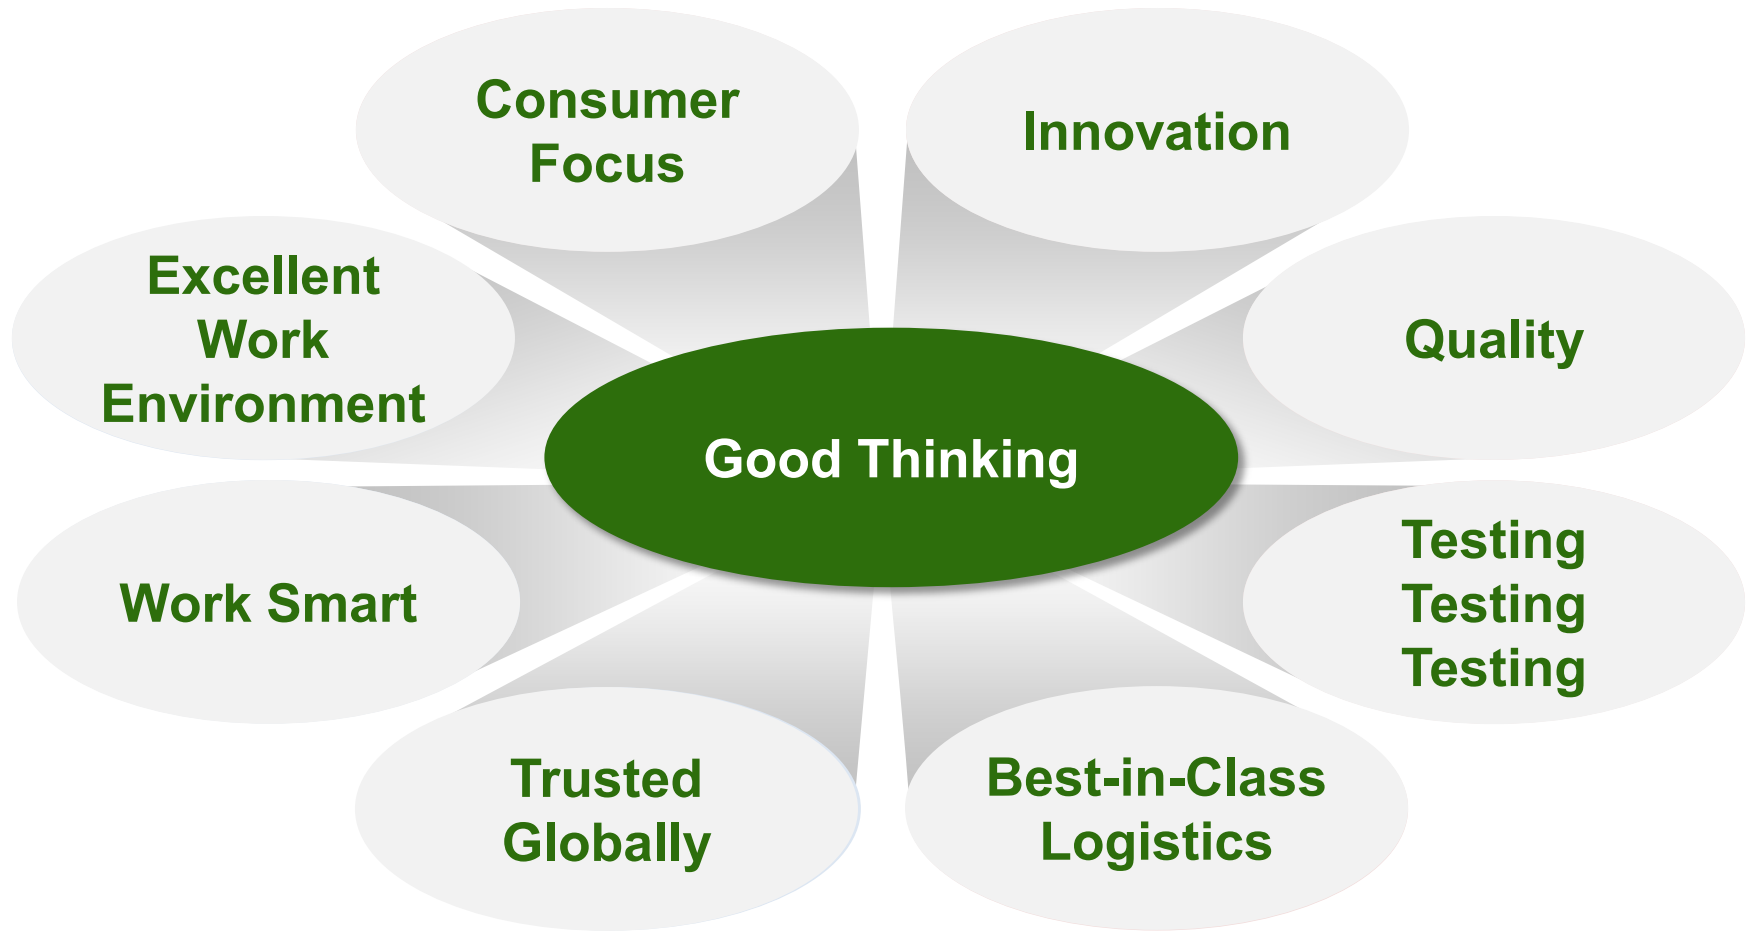 Consumer
Focus
Innovation
Excellent
Work
Environment
Quality
Good Thinking
Work Smart
Testing
Testing
Testing
Trusted
Globally
Best-in-Class
Logistics